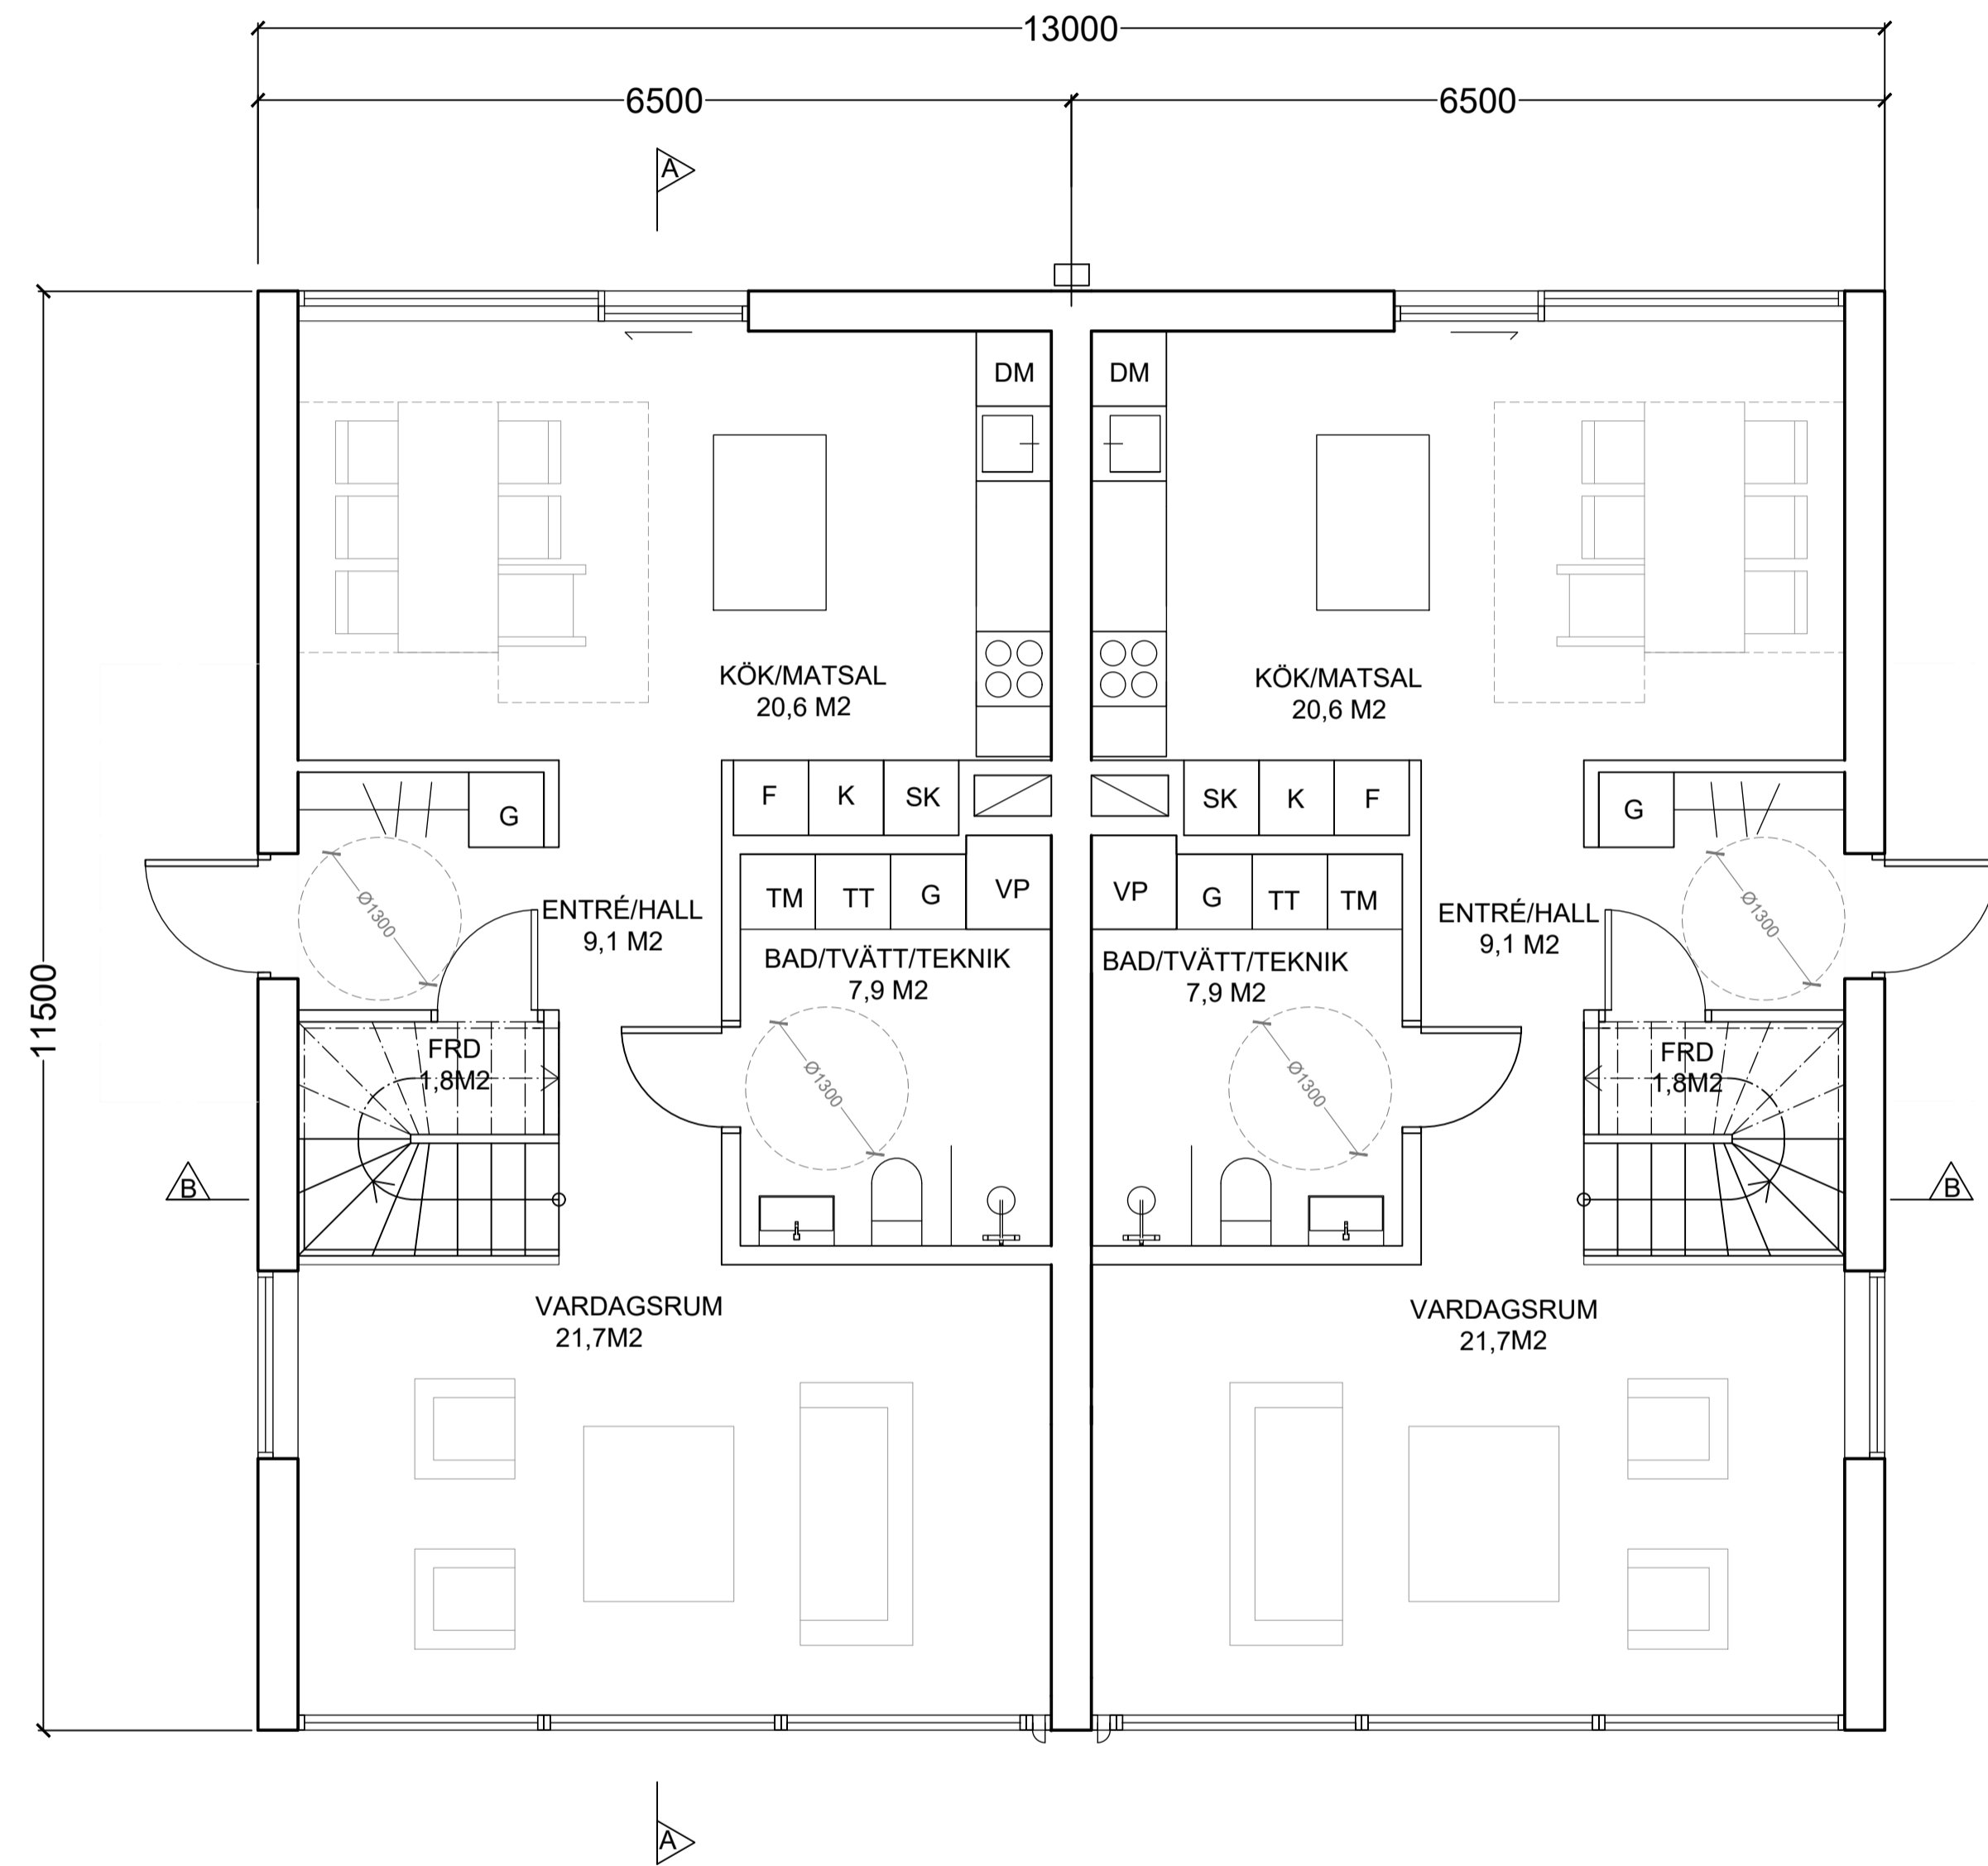 13000
6500 6500
A
DM DM
KÖK/MATSAL
20,6 M2
KÖK/MATSAL
20,6 M2
F K SK SK K F
G G
TM TT G VP VP G TT TM
Ø1300 Ø1300
ENTRÉ/HALL
9,1 M2
ENTRÉ/HALL
9,1 M2
BAD/TVÄTT/TEKNIK
7,9 M2
BAD/TVÄTT/TEKNIK
7,9 M2
11500
FRD
1,8M2
Ø1300 Ø1300
FRD
1,8M2
B B
VARDAGSRUM
21,7M2
VARDAGSRUM
21,7M2
A